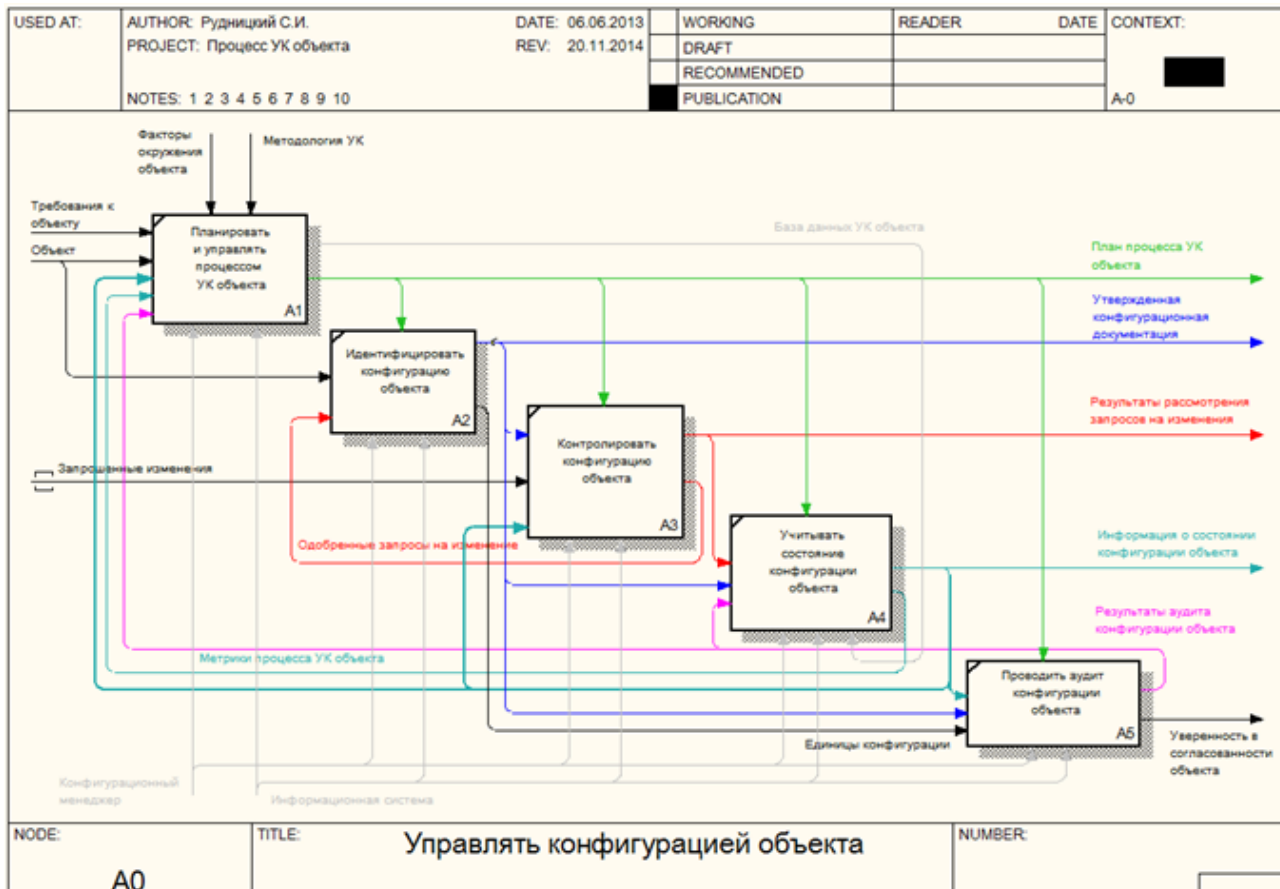 USED AT:
AUTHOR: Рудницкий С.И.
DATE: 06.06.2013
WORKING
READER
DATE
CONTEXT:
PROJECT: Процесс УК объекта
REV: 20.11.2014
DRAFT
RECOMMENDED
NOTES: 1 2 3 4 5 6 7 8 9 10
PUBLICATION
A-0
Факторы
окружения
объекта
Методология УК
Требования к
объекту
Объект
Планировать
и управлять
процессом
УК объекта
A1
База данных УК объекта
План процесса УК
объекта
Утвержденная
конфигурационная
документация
Идентифицировать
конфигурацию
объекта
A2
Результаты рассмотрения
запросов на изменения
Контролировать
конфигурацию
объекта
A3
Запрошенные изменения
Одобренные запросы на изменение
Учитывать
состояние
конфигурации
объекта
A4
Информация о состоянии
конфигурации объекта
Результаты аудита
конфигурации объекта
Метрики процесса УК объекта
Проводить аудит
конфигурации
объекта
A5
Единицы конфигурации
Уверенность в
согласованности
объекта
Конфигурационный
менеджер
Информационная система
NODE:
TITLE:
Управлять конфигурацией объекта
NUMBER:
A0